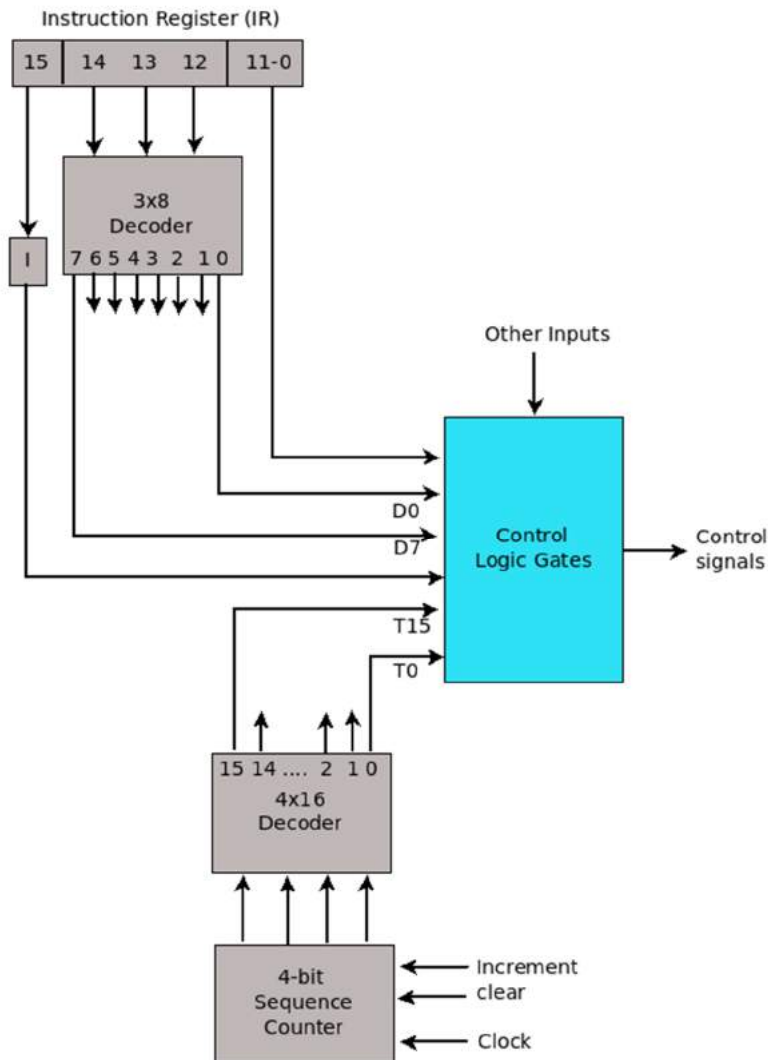 Instruction Register (IR)
15 14 13 12 11-0
3x8
Decoder
7 6 5 4 3 2 1 0
I
Other Inputs
D0
D7
Control
Logic Gates
Control
signals
T15
T0
15 14 .... 2 1 0
4x16
Decoder
4-bit
Sequence
Counter
Increment
clear
Clock